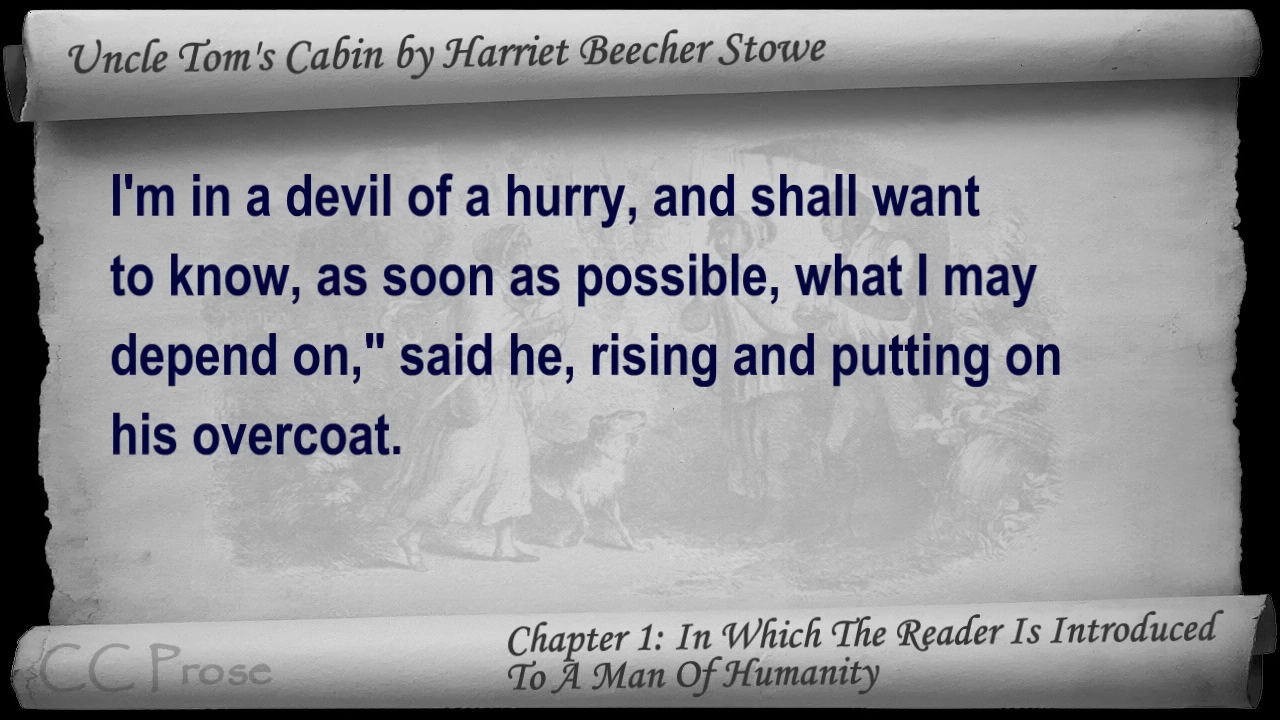 Uncle Tom's Cabin by Harriet Beecher Stowe
I'm in a devil of a hurry, and shall want
to know, as soon as possible, what I may
depend on," said he, rising and putting on
his overcoat.
CC Prose
Chapter 1: In Which The Reader Is Introduced
To A Man Of Humanity